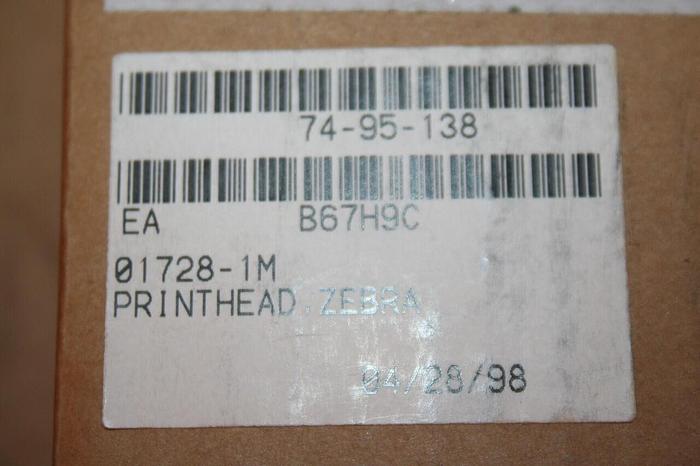 74-95-138
EA B67H9C
01728-1M
PRINTHEAD,ZEBRA
04/28/98